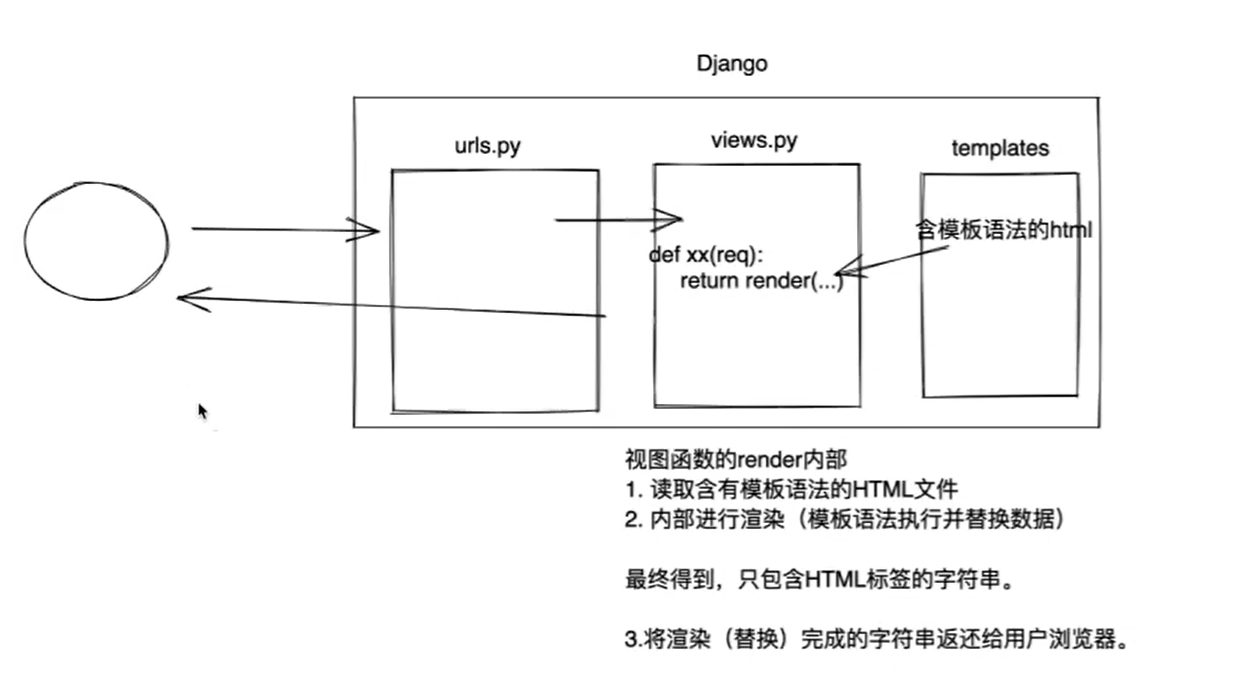 Django
urls.py
views.py
templates
含模板语法的html
def xx(req):
return render(...)
视图函数的render内部
1. 读取含有模板语法的HTML文件
2. 内部进行渲染（模板语法执行并替换数据）
最终得到，只包含HTML标签的字符串。
3.将渲染（替换）完成的字符串返还给用户浏览器。